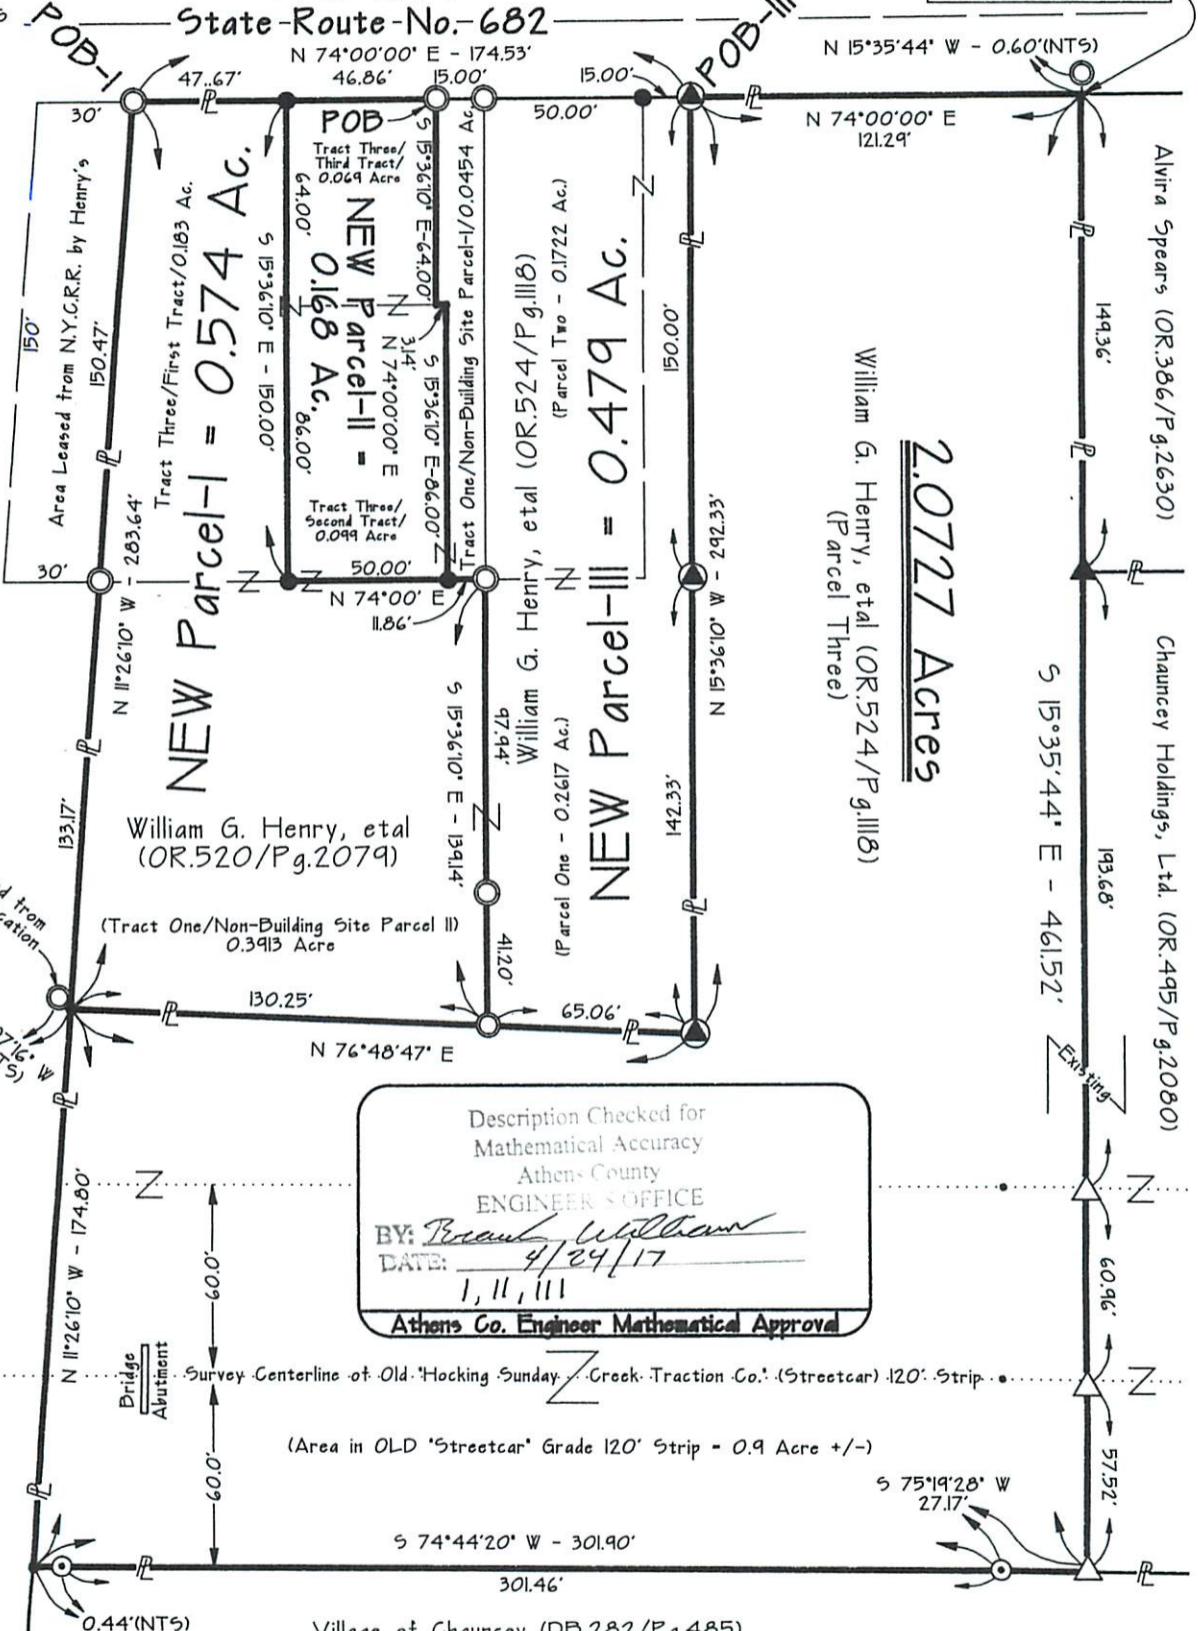 State Route No. 682
POB-I
POB-III
N 74°00'00" E - 174.53'
N 15°35'44" W - 0.60'(NTS)
47..67'
46.86'
15.00'
15.00'
50.00'
30'
POB
N 74°00'00" E
121.29'
Tract Three/
Third Tract/
0.069 Acre
S 15°36'10" E-64.00'
64.00'
NEW Parcel-II =
0.168 Ac.
150'
Area Leased from N.Y.C.R.R. by Henry's
150.47'
Tract Three/First Tract/0.183 Ac.
NEW Parcel-I = 0.574 Ac.
S 15°36'10" E - 150.00'
3.14'
N 74°00'00" E
86.00'
S 15°36'10" E-86.00'
Tract One/Non-Building Site Parcel-I/0.0454 Ac.
William G. Henry, etal (OR.524/Pg.1118)
(Parcel Two - 0.1722 Ac.)
NEW Parcel-III = 0.479 Ac.
150.00'
Alvira Spears (OR.386/Pg.2630)
149.36'
2.0727 Acres
William G. Henry, etal (OR.524/Pg.1118)
(Parcel Three)
Tract Three/
Second Tract/
0.099 Acre
30'
50.00'
N 74°00' E
11.86'
N 11°26'10" W - 283.64'
N 15°36'10" W - 292.33'
Chauncey Holdings, Ltd. (OR.495/Pg.2080)
S 15°35'44" E - 461.52'
193.68'
133.17'
S 15°36'10" E - 139.14'
97.94'
(Parcel One - 0.2617 Ac.)
142.33'
William G. Henry, etal
(OR.520/Pg.2079)
(Tract One/Non-Building Site Parcel II)
0.3913 Acre
41.20'
130.25'
65.06'
N 76°48'47" E
Existing
Description Checked for
Mathematical Accuracy
Athens County
ENGINEER'S OFFICE
BY:
DATE: 4/24/17
I, II, III
Athens Co. Engineer Mathematical Approval
N 11°26'10" W - 174.80'
60.0'
60.96'
Bridge
Abutment
Survey Centerline of Old "Hocking Sunday Creek Traction Co." (Streetcar) 120' Strip
60.0'
(Area in OLD "Streetcar" Grade 120' Strip - 0.9 Acre +/-)
57.52'
S 75°19'28" W
27.17'
S 74°44'20" W - 301.90'
301.46'
0.44'(NTS)
Village of Chauncey (DB.282/Pg.485)